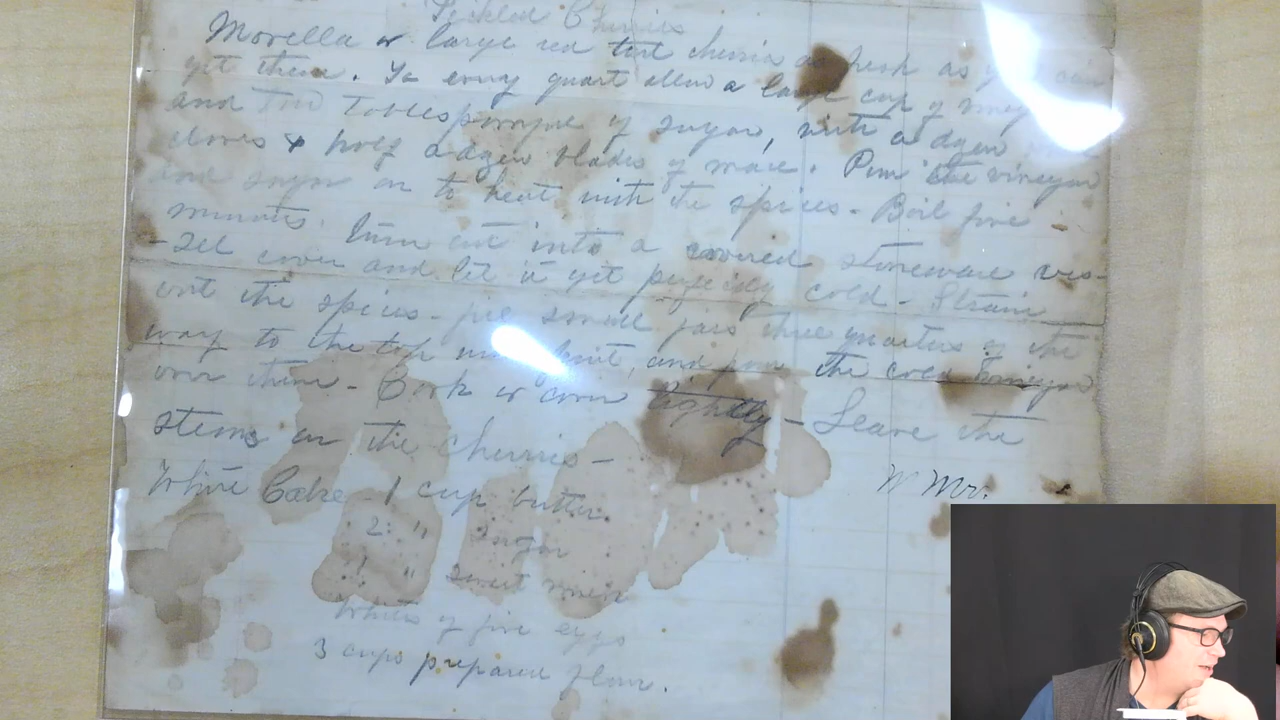 Pickled Cherries
Morella or large red tart cherries as fresh as you can
get them. To every quart allow a large cup of vinegar
and two tablespoonfuls of sugar, with a dozen
cloves & half a dozen blades of mace. Put the vinegar
and sugar on to heat with the spices - Boil five
minutes. turn out into a covered stoneware ves-
-sel cover and let it get perfectly cold - Strain
out the spices - fill small jars three quarters of the
way to the top with fruit, and pour the cold vinegar
over them - Cork or cover tightly - Leave the
stems on the cherries -
White Cake - 1 cup butter.
2 " Sugar
1 " Sweet milk
Whites of five eggs
3 cups prepared flour.